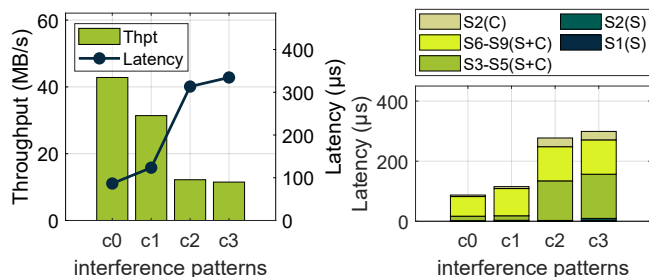 60
40
20
0
Throughput (MB/s)
Thpt
Latency
400
300
200
100
0
Latency (μs)
c0 c1 c2 c3
interference patterns
S2(C) S2(S)
S6-S9(S+C) S1(S)
S3-S5(S+C)
400
200
0
Latency (μs)
c0 c1 c2 c3
interference patterns